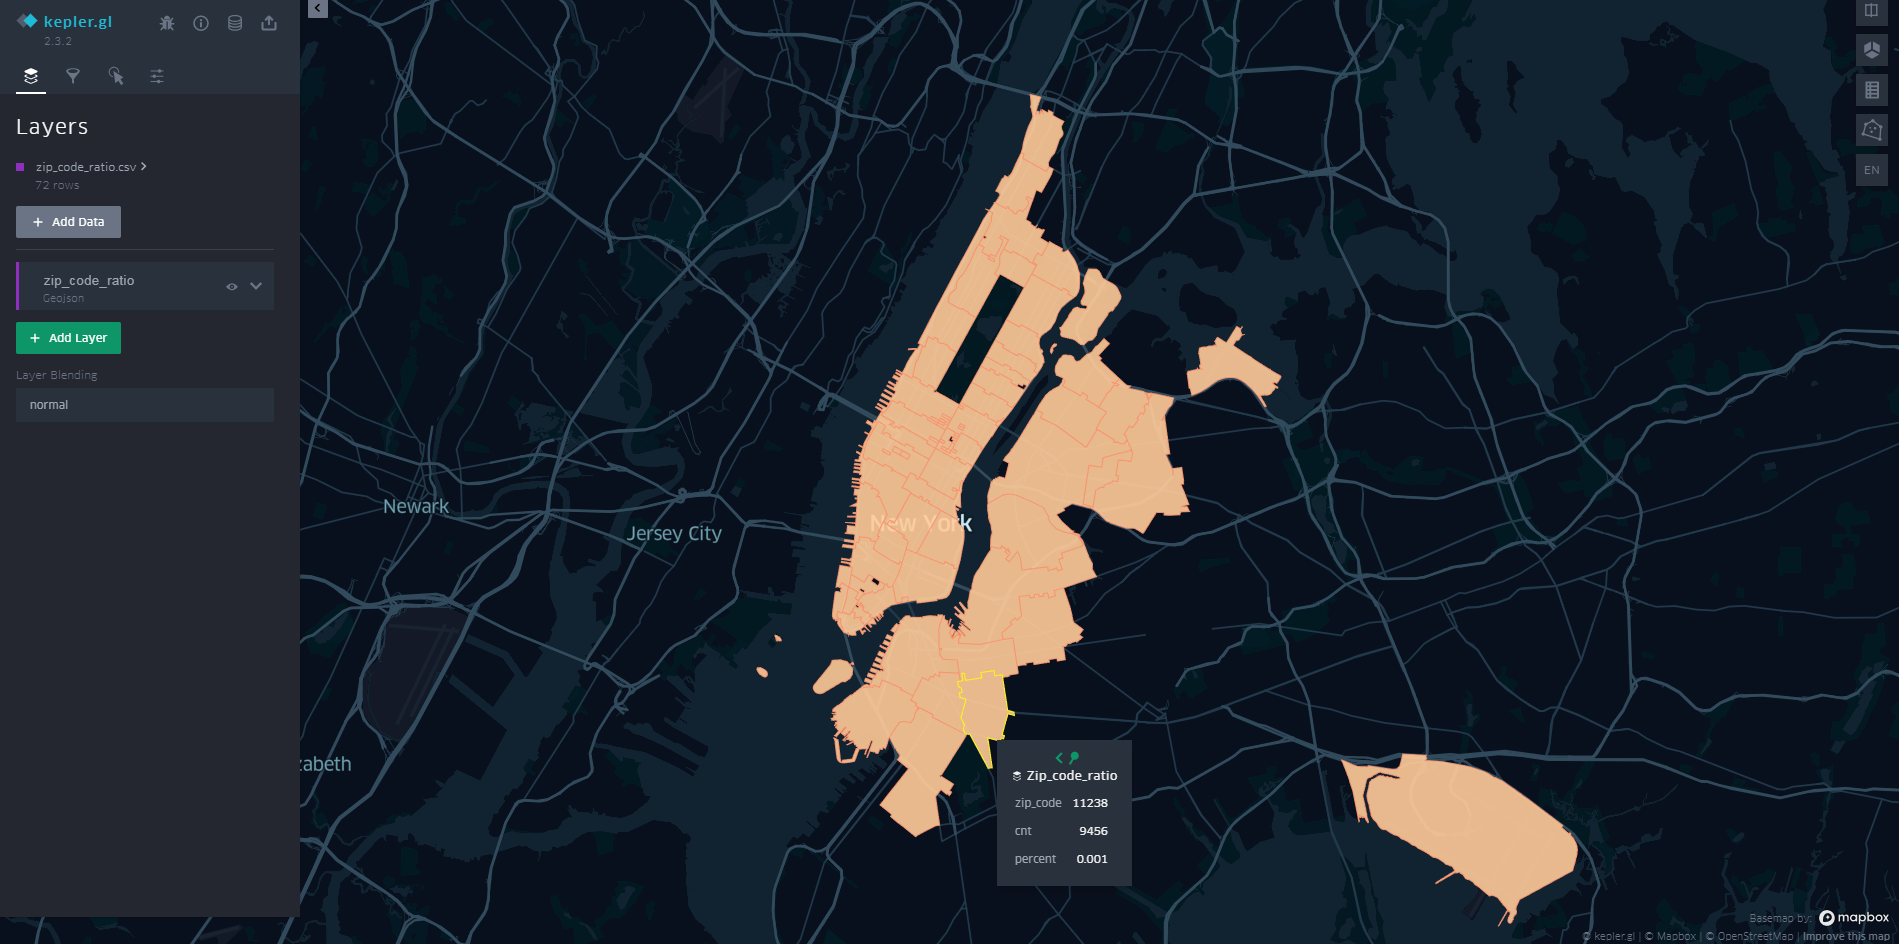 kepler.gl
2.3.2
Layers
zip_code_ratio.csv
72 rows
+ Add Data
zip_code_ratio
Geojson
+ Add Layer
Layer Blending
normal
EN
Newark
Jersey City
New York
zabeth
Zip_code_ratio
zip_code 11238
cnt 9456
percent 0.001
Basemap by: mapbox
© kepler.gl | © Mapbox | © OpenStreetMap | Improve this map